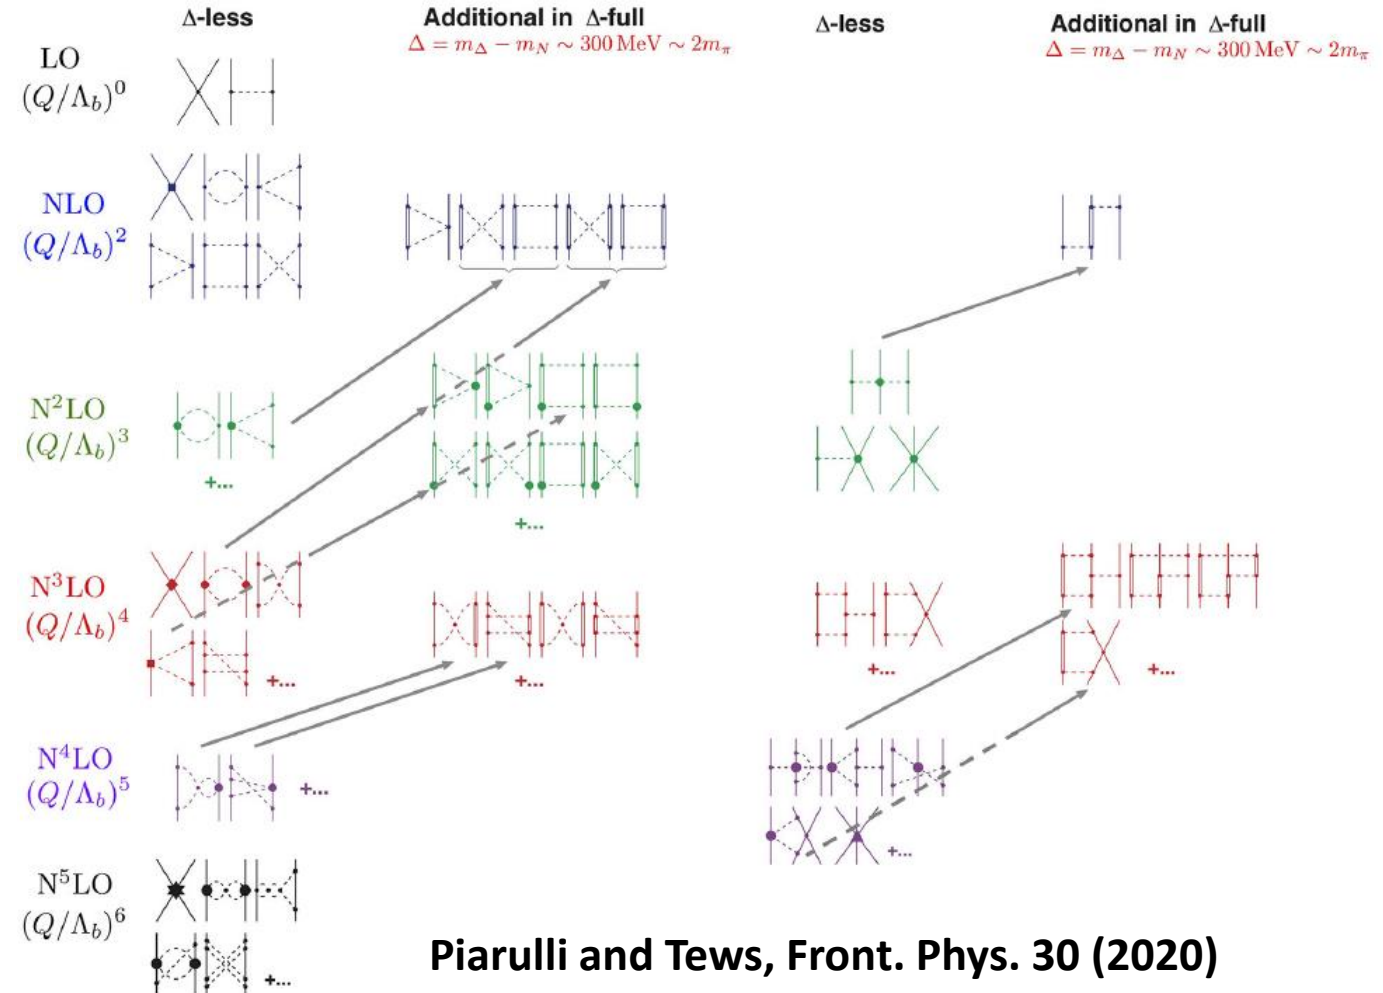 Δ-less
Additional in Δ-full
Δ = m_Δ − m_N ∼ 300 MeV ∼ 2m_π
Δ-less
Additional in Δ-full
Δ = m_Δ − m_N ∼ 300 MeV ∼ 2m_π
LO
(Q/Λ_b)^0
NLO
(Q/Λ_b)^2
N^2LO
(Q/Λ_b)^3
+...
+...
N^3LO
(Q/Λ_b)^4
+...
+...
+...
+...
N^4LO
(Q/Λ_b)^5
+...
+...
N^5LO
(Q/Λ_b)^6
+...
Piarulli and Tews, Front. Phys. 30 (2020)